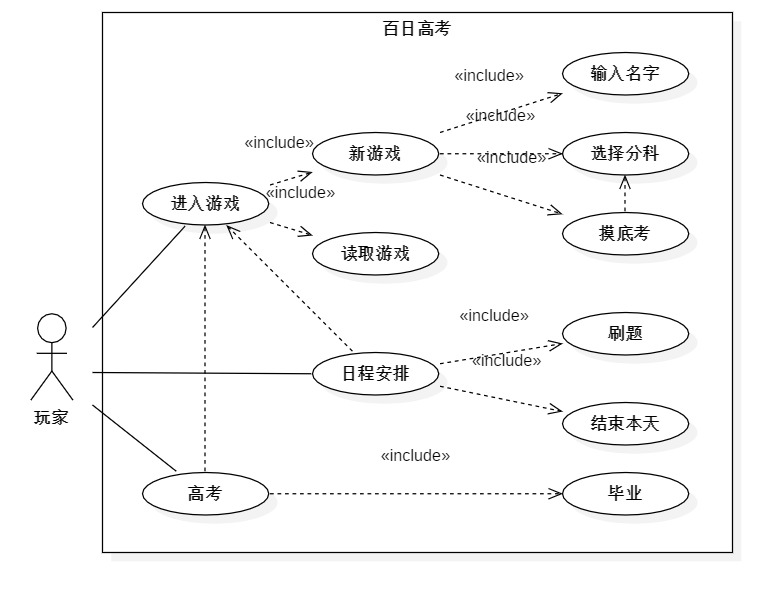 百日高考
«include»
输入名字
«include»
«include»
新游戏
«include»
选择分科
«include»
进入游戏
摸底考
读取游戏
«include»
刷题
«include»
日程安排
玩家
结束本天
«include»
高考
毕业